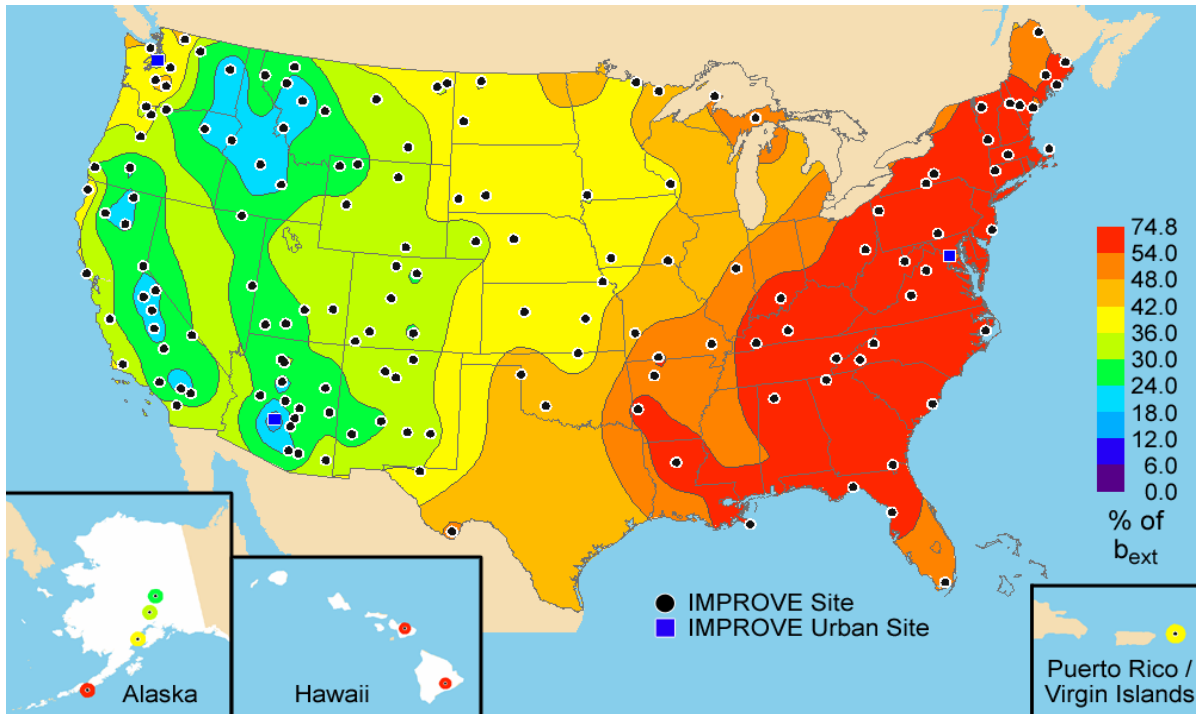 74.8
54.0
48.0
42.0
36.0
30.0
24.0
18.0
12.0
6.0
0.0
% of
bext
IMPROVE Site
IMPROVE Urban Site
Alaska
Hawaii
Puerto Rico /
Virgin Islands